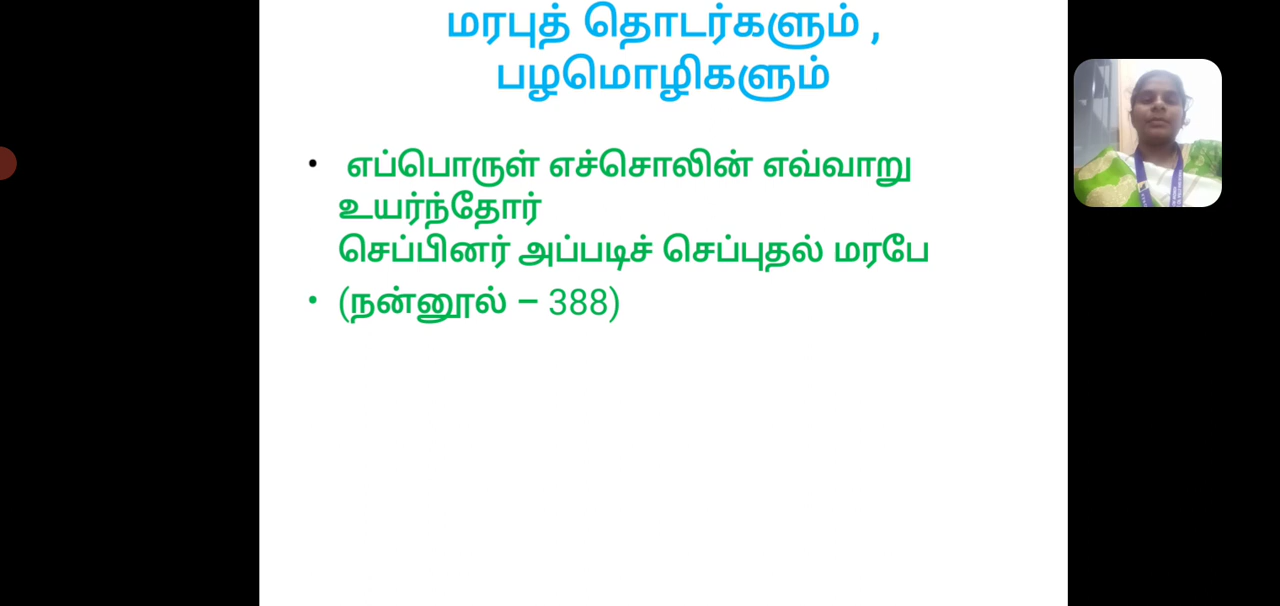 மரபுத் தொடர்களும் ,
பழமொழிகளும்
• எப்பொருள் எச்சொலின் எவ்வாறு
உயர்ந்தோர்
செப்பினர் அப்படிச் செப்புதல் மரபே
• (நன்னூல் – 388)